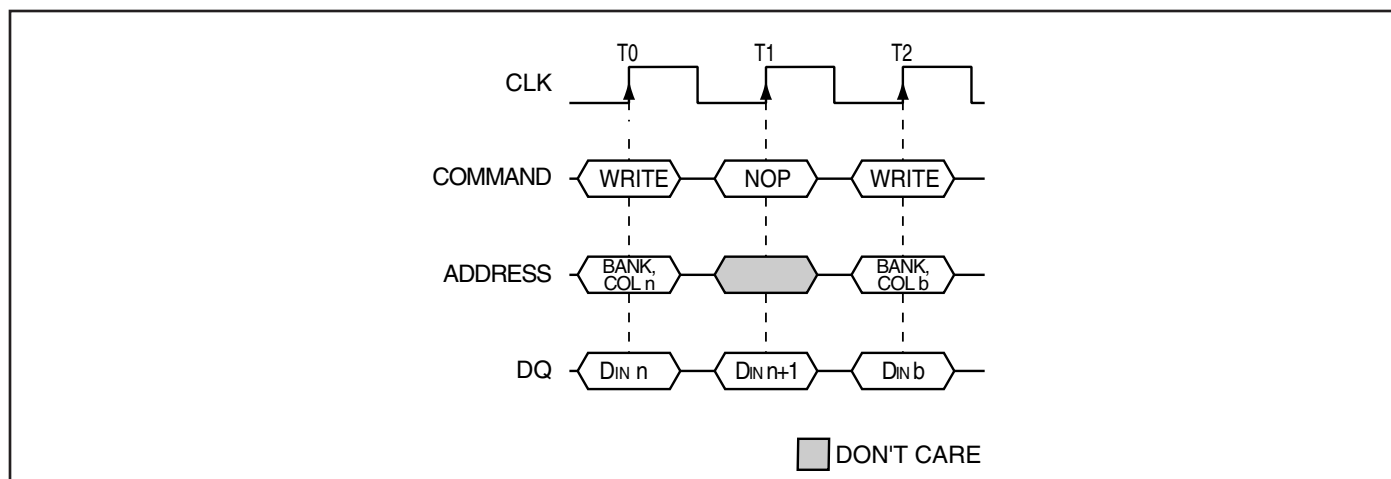 T0 T1 T2
CLK
COMMAND WRITE NOP WRITE
ADDRESS BANK, COL n BANK, COL b
DQ DIN n DIN n+1 DIN b
DON'T CARE